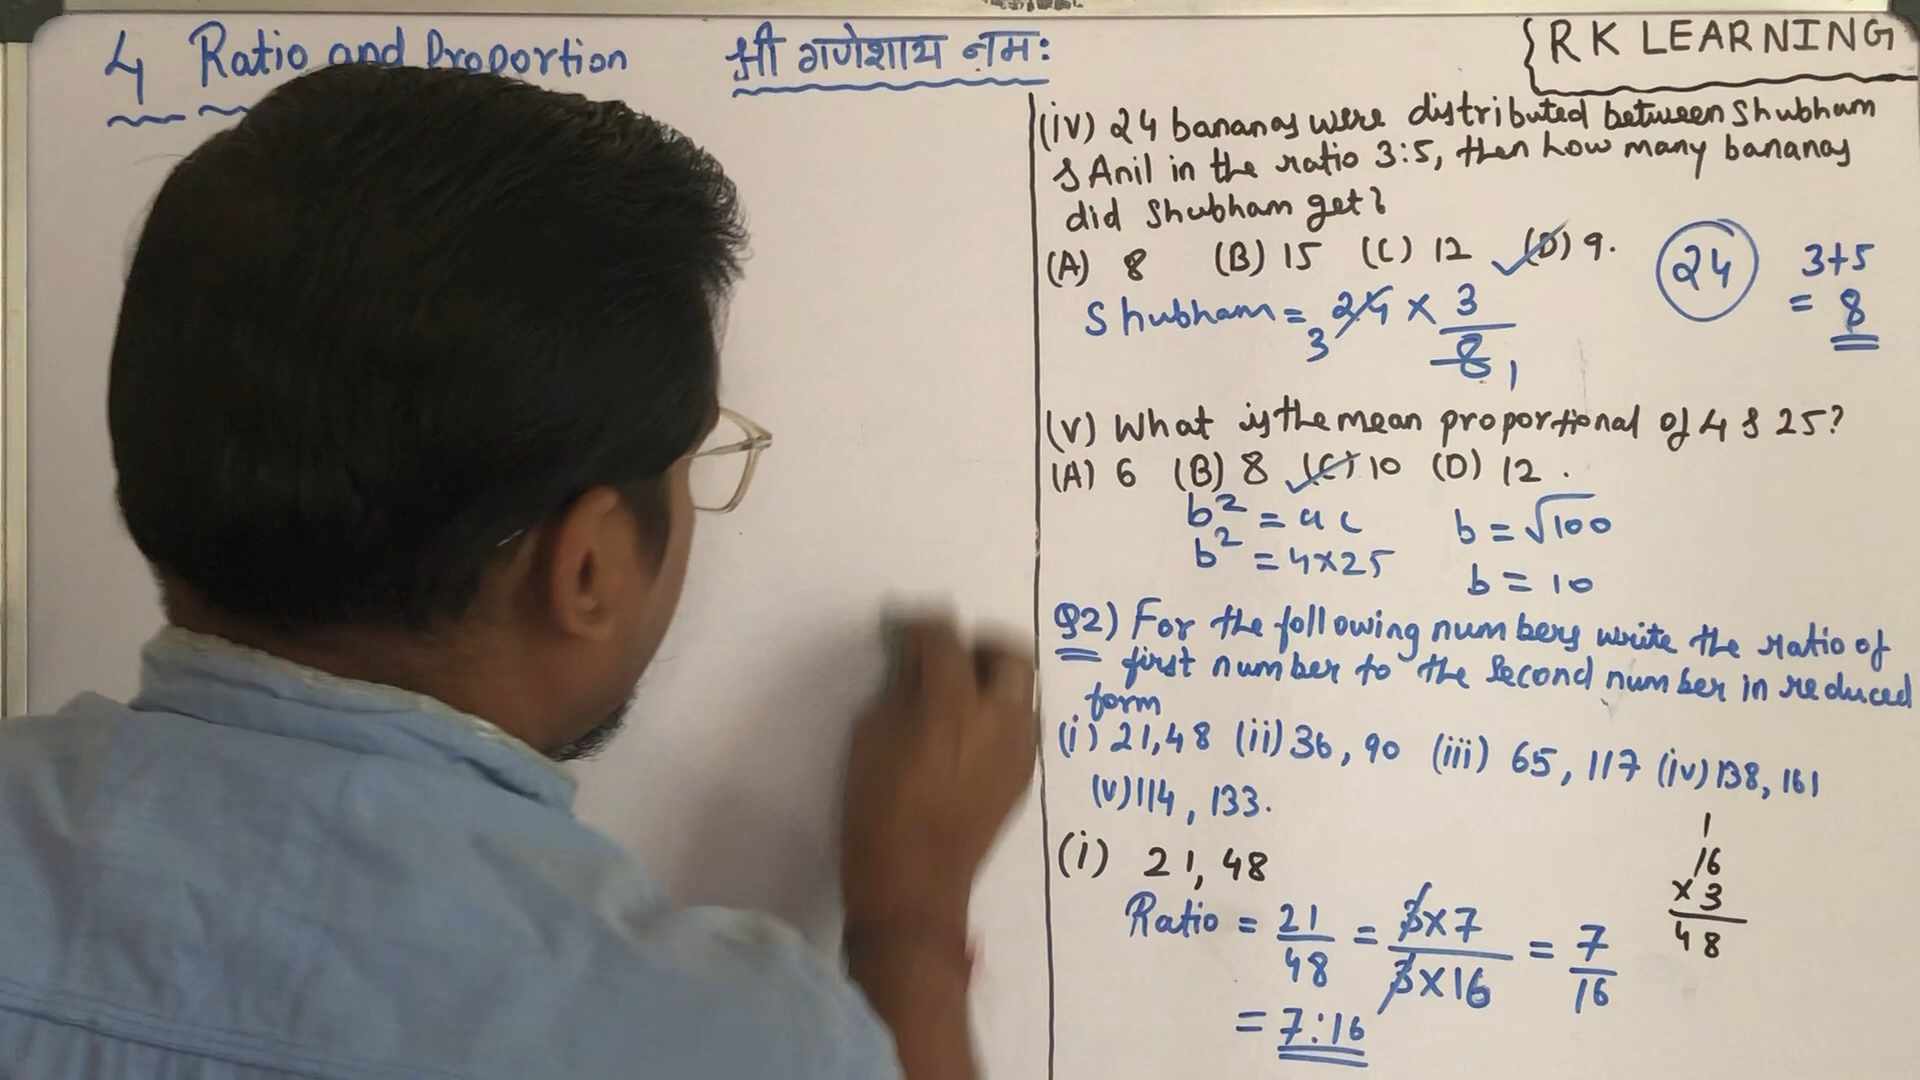 4 Ratio and Proportion श्री गणेशाय नमः
{R K LEARNING
(iv) 24 bananas were distributed between Shubham
& Anil in the ratio 3:5, then how many bananas
did Shubham get?
(A) 8 (B) 15 (C) 12 (D) 9.
24 3+5
= 8
Shubham = 24 × 3
3 8 1
(v) What is the mean proportional of 4 & 25?
(A) 6 (B) 8 (C) 10 (D) 12.
b² = ac b = √100
b² = 4×25 b = 10
Q2) For the following numbers write the ratio of
first number to the second number in reduced
form
(i) 21,48 (ii) 36, 90 (iii) 65, 117 (iv) 138, 161
(v) 114, 133.
(i) 21, 48
1
16
×3
48
Ratio = 21/48 = 3×7/3×16 = 7/16
= 7:16